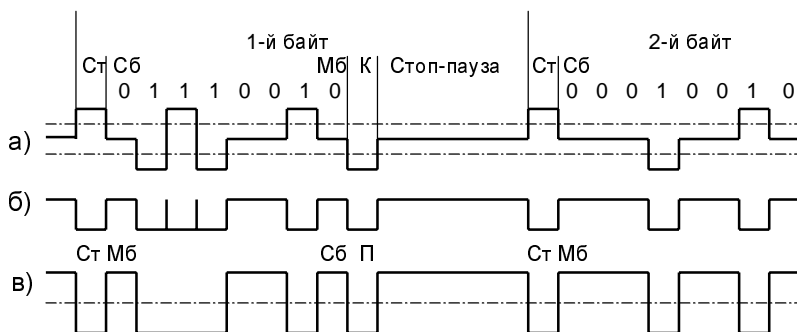 1-й байт 2-й байт
Ст Сб Мб К Стоп-пауза Ст Сб
0 1 1 1 0 0 1 0 0 0 0 1 0 0 1 0
а)
б)
Ст Мб Сб П Ст Мб
в)